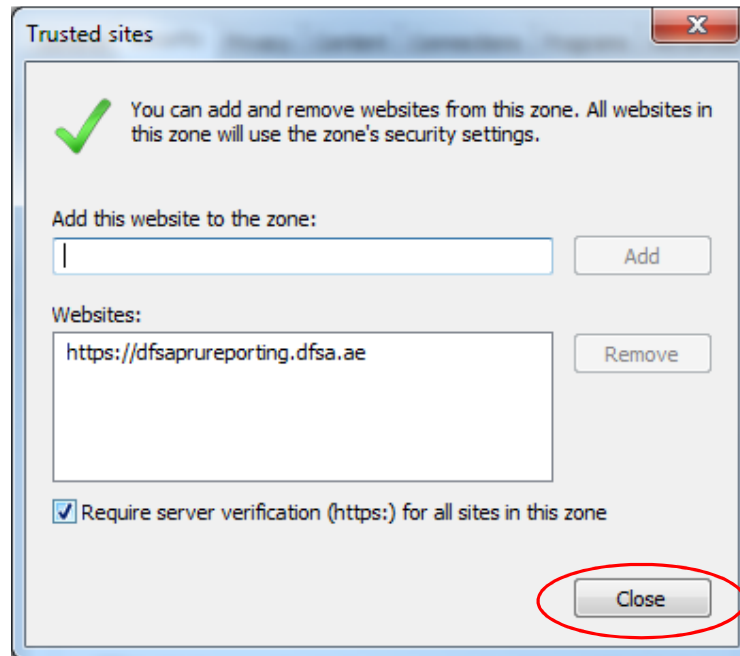 Trusted sites
You can add and remove websites from this zone. All websites in
this zone will use the zone's security settings.
Add this website to the zone:
Add
Websites:
https://dfsaprureporting.dfsa.ae
Remove
Require server verification (https:) for all sites in this zone
Close